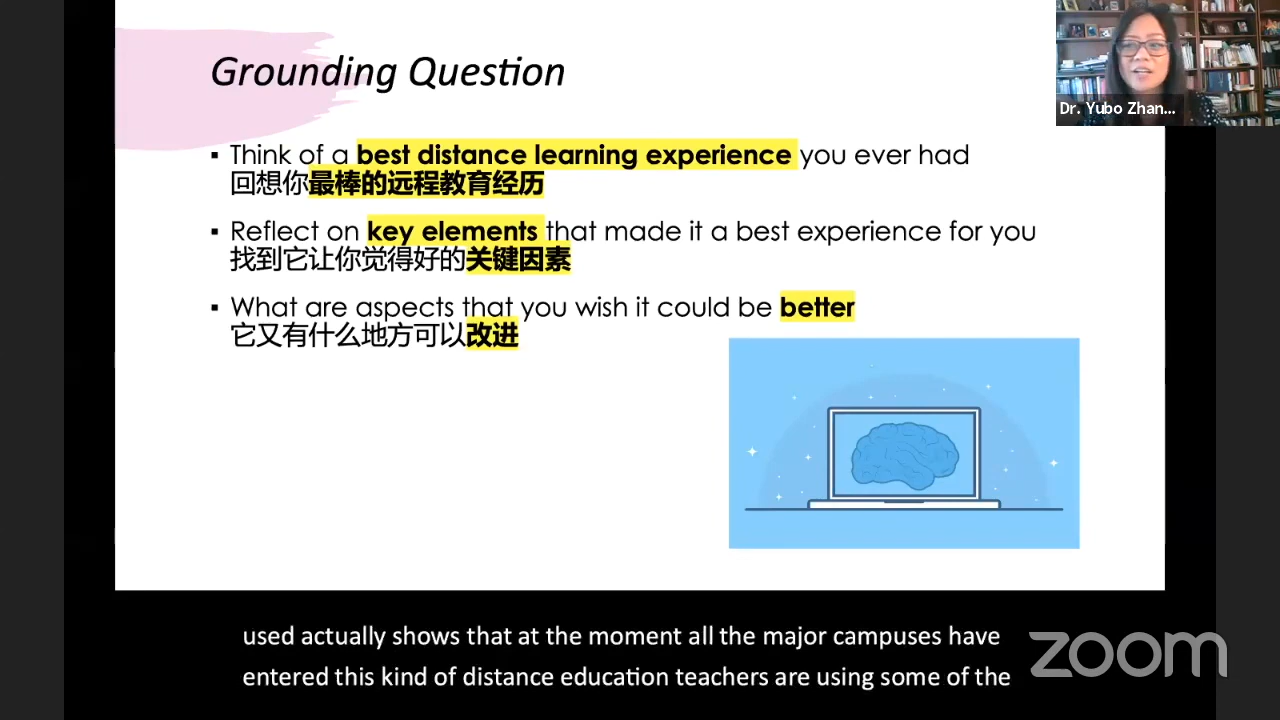 Grounding Question
Dr. Yubo Zhan...
▪ Think of a best distance learning experience you ever had
回想你最棒的远程教育经历
▪ Reflect on key elements that made it a best experience for you
找到它让你觉得好的关键因素
▪ What are aspects that you wish it could be better
它又有什么地方可以改进
used actually shows that at the moment all the major campuses have
entered this kind of distance education teachers are using some of the
zoom